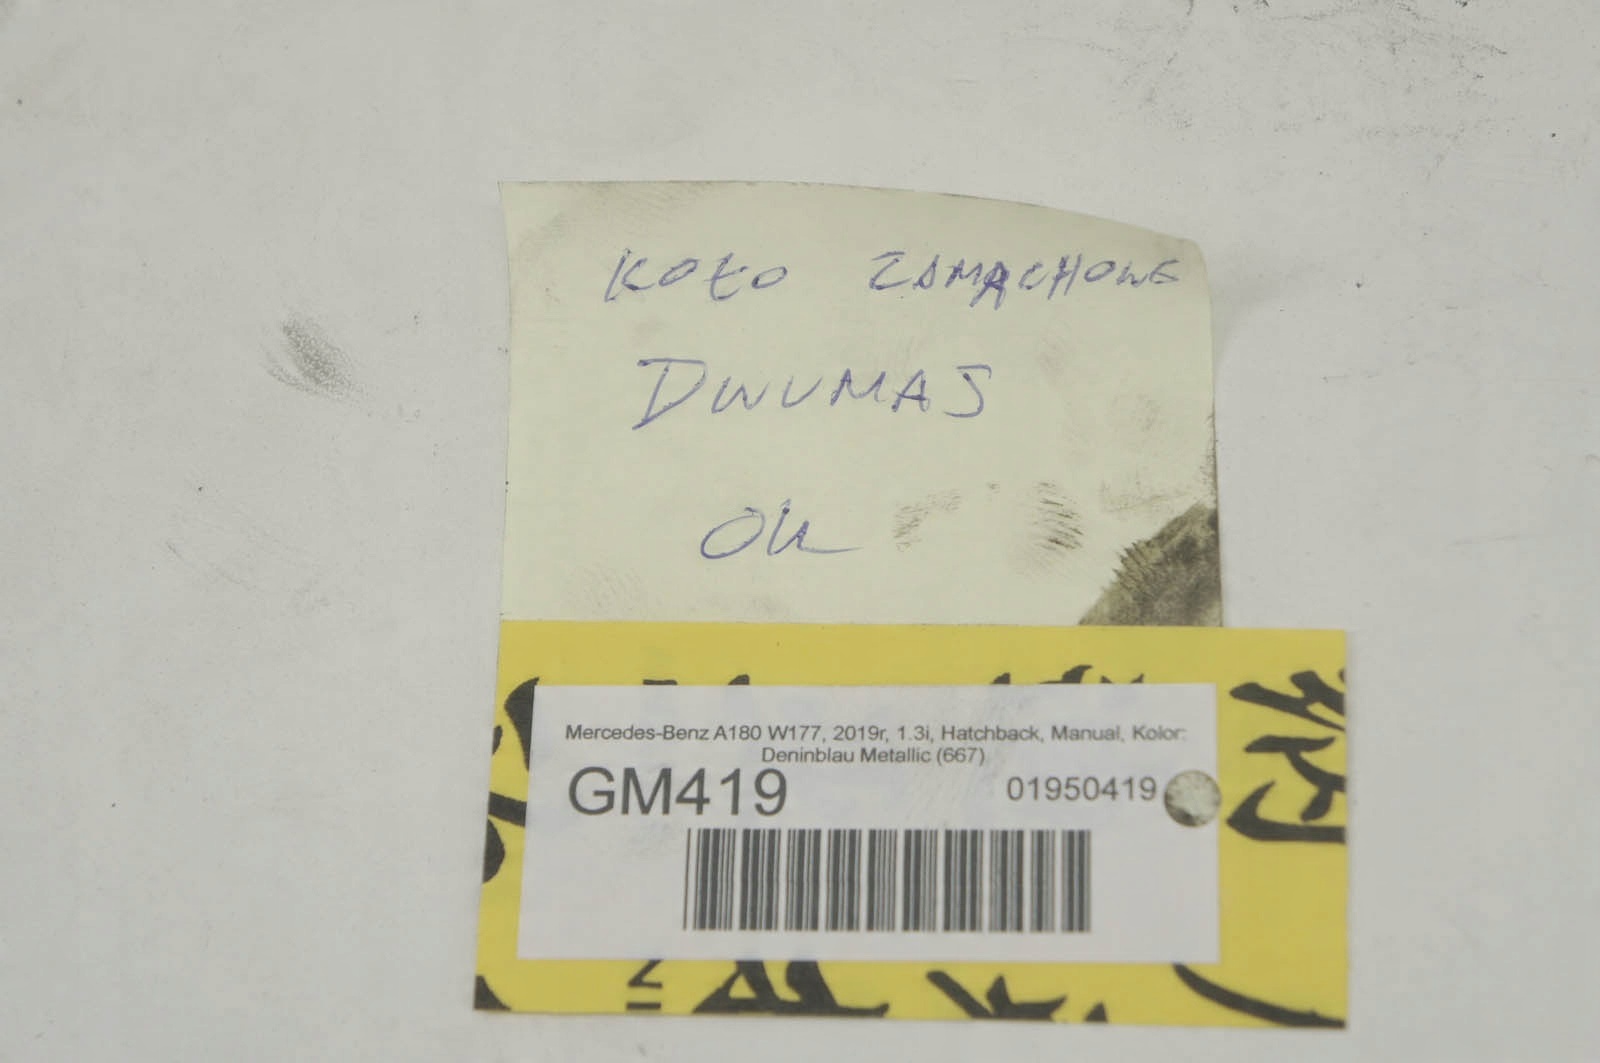 KOŁO ZAMACHOWE
DWUMAS
OK
Mercedes-Benz A180 W177, 2019r, 1.3i, Hatchback, Manual, Kolor:
Deninblau Metallic (667)
GM419
01950419